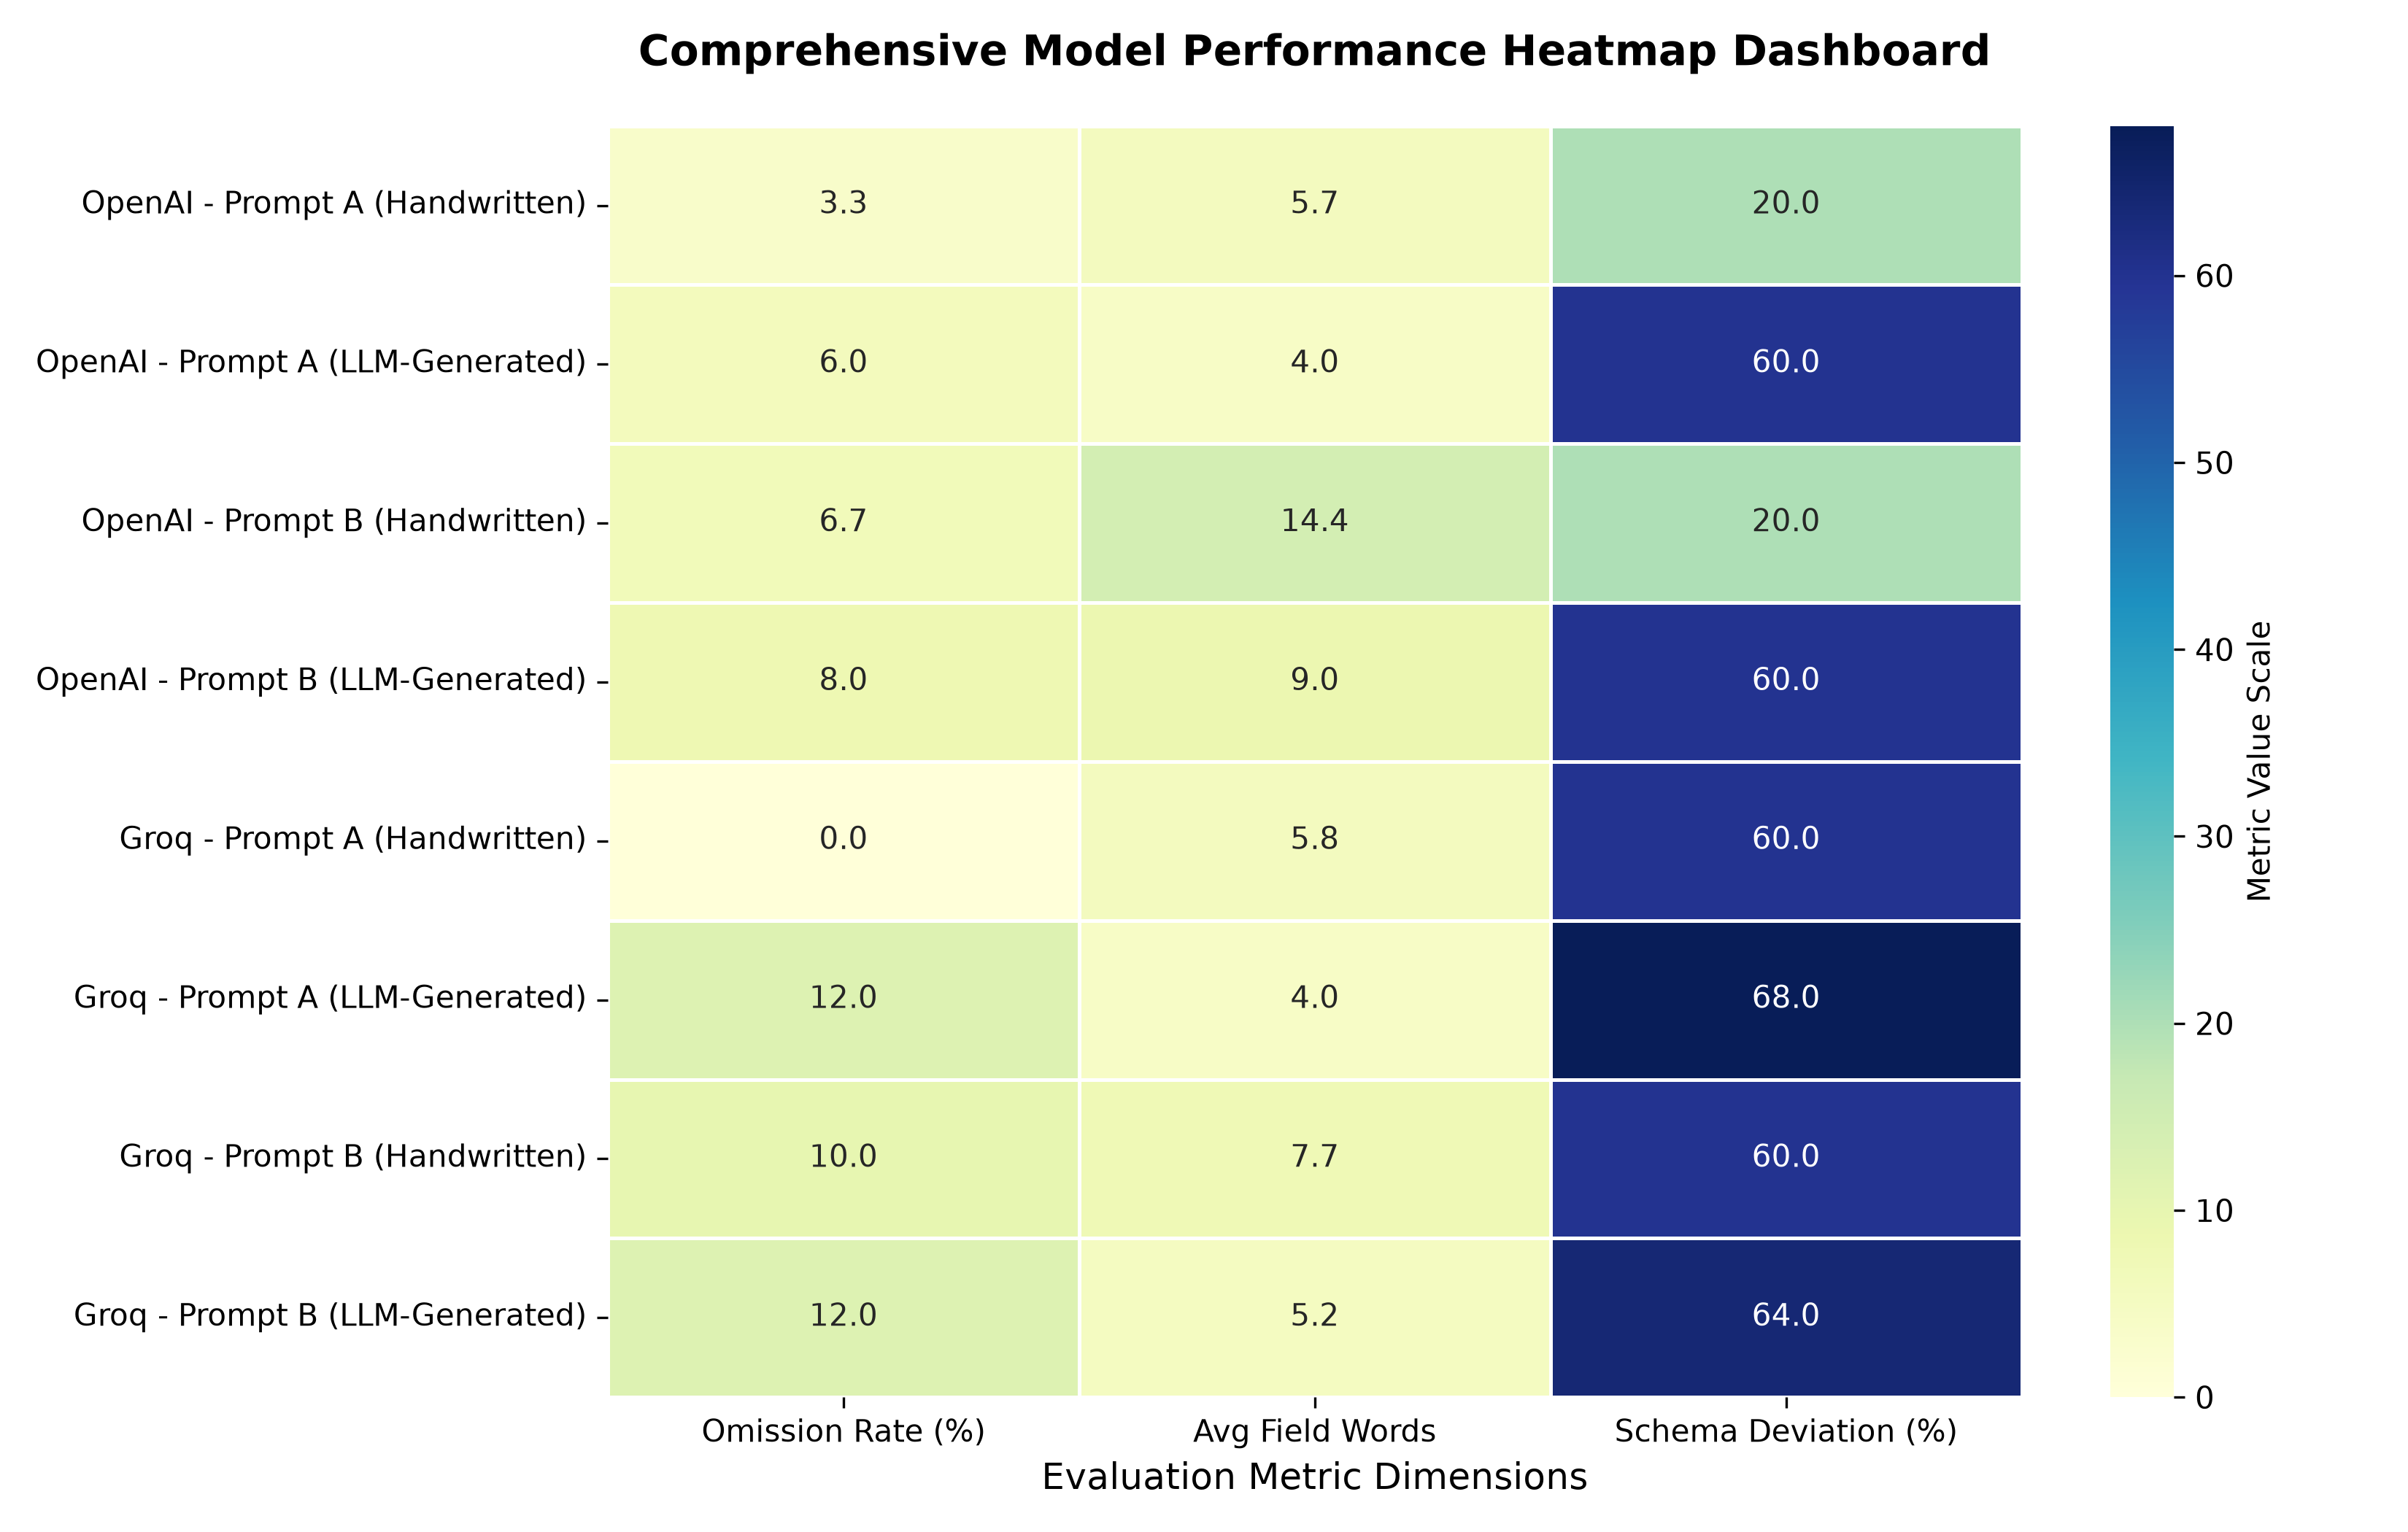 Comprehensive Model Performance Heatmap Dashboard
OpenAI - Prompt A (Handwritten) 3.3 5.7 20.0
OpenAI - Prompt A (LLM-Generated) 6.0 4.0 60.0
OpenAI - Prompt B (Handwritten) 6.7 14.4 20.0
OpenAI - Prompt B (LLM-Generated) 8.0 9.0 60.0
Groq - Prompt A (Handwritten) 0.0 5.8 60.0
Groq - Prompt A (LLM-Generated) 12.0 4.0 68.0
Groq - Prompt B (Handwritten) 10.0 7.7 60.0
Groq - Prompt B (LLM-Generated) 12.0 5.2 64.0
Omission Rate (%) Avg Field Words Schema Deviation (%)
Evaluation Metric Dimensions
60
50
40
30
20
10
0
Metric Value Scale